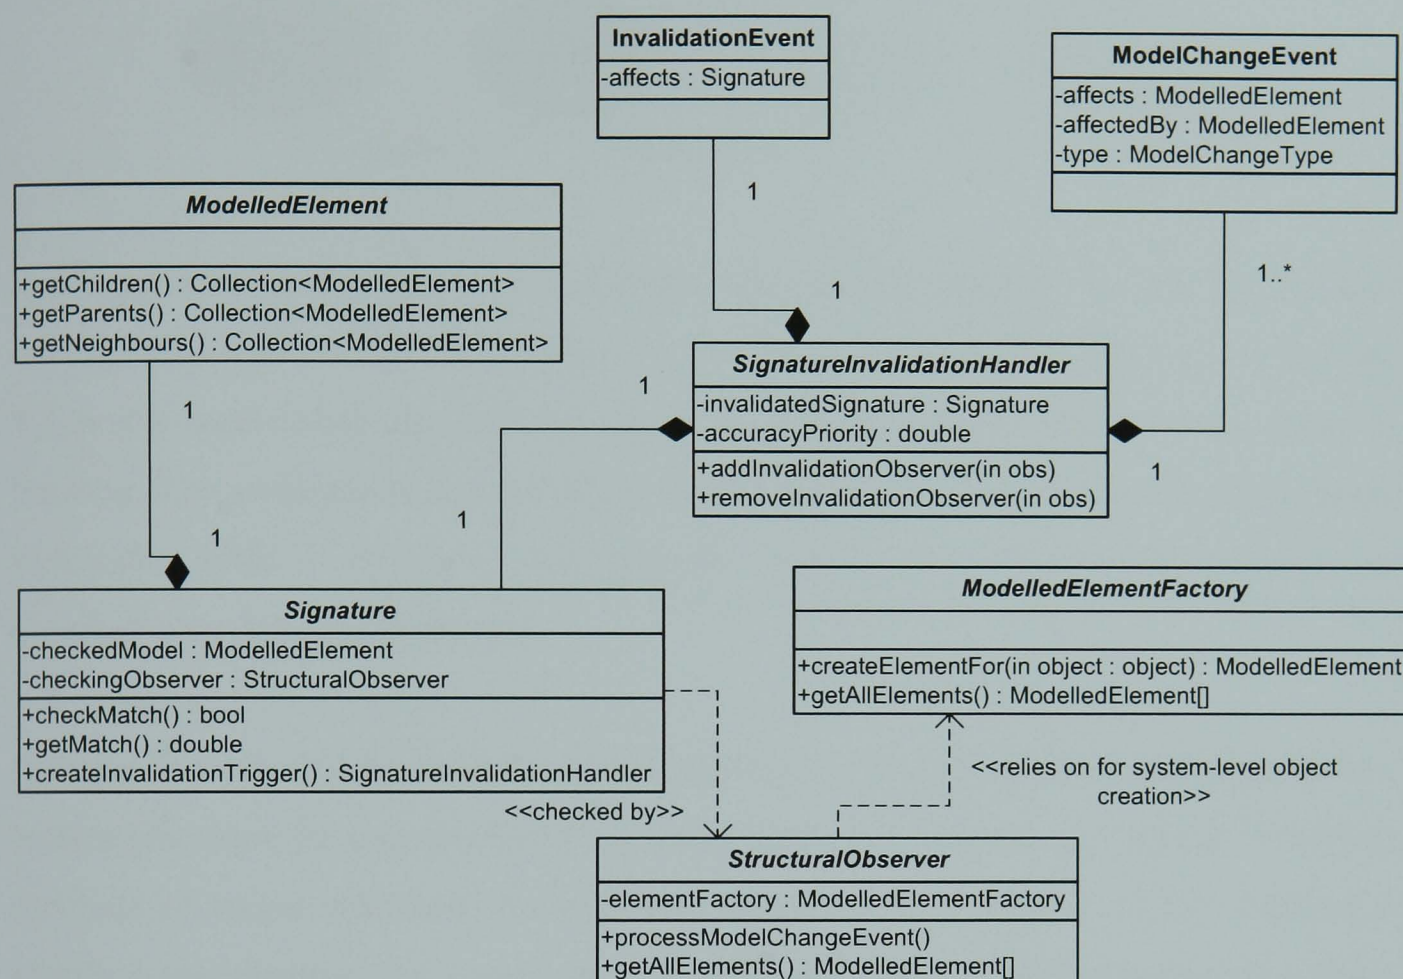 InvalidationEvent
-affects : Signature
ModelChangeEvent
-affects : ModelledElement
-affectedBy : ModelledElement
-type : ModelChangeType
1
1..*
1
ModelledElement
+getChildren() : Collection<ModelledElement>
+getParents() : Collection<ModelledElement>
+getNeighbours() : Collection<ModelledElement>
1
1
1
1
1
SignatureInvalidationHandler
-invalidatedSignature : Signature
-accuracyPriority : double
+addInvalidationObserver(in obs)
+removeInvalidationObserver(in obs)
Signature
-checkedModel : ModelledElement
-checkingObserver : StructuralObserver
+checkMatch() : bool
+getMatch() : double
+createInvalidationTrigger() : SignatureInvalidationHandler
ModelledElementFactory
+createElementFor(in object : object) : ModelledElement
+getAllElements() : ModelledElement[]
<<checked by>>
<<relies on for system-level object
creation>>
StructuralObserver
-elementFactory : ModelledElementFactory
+processModelChangeEvent()
+getAllElements() : ModelledElement[]